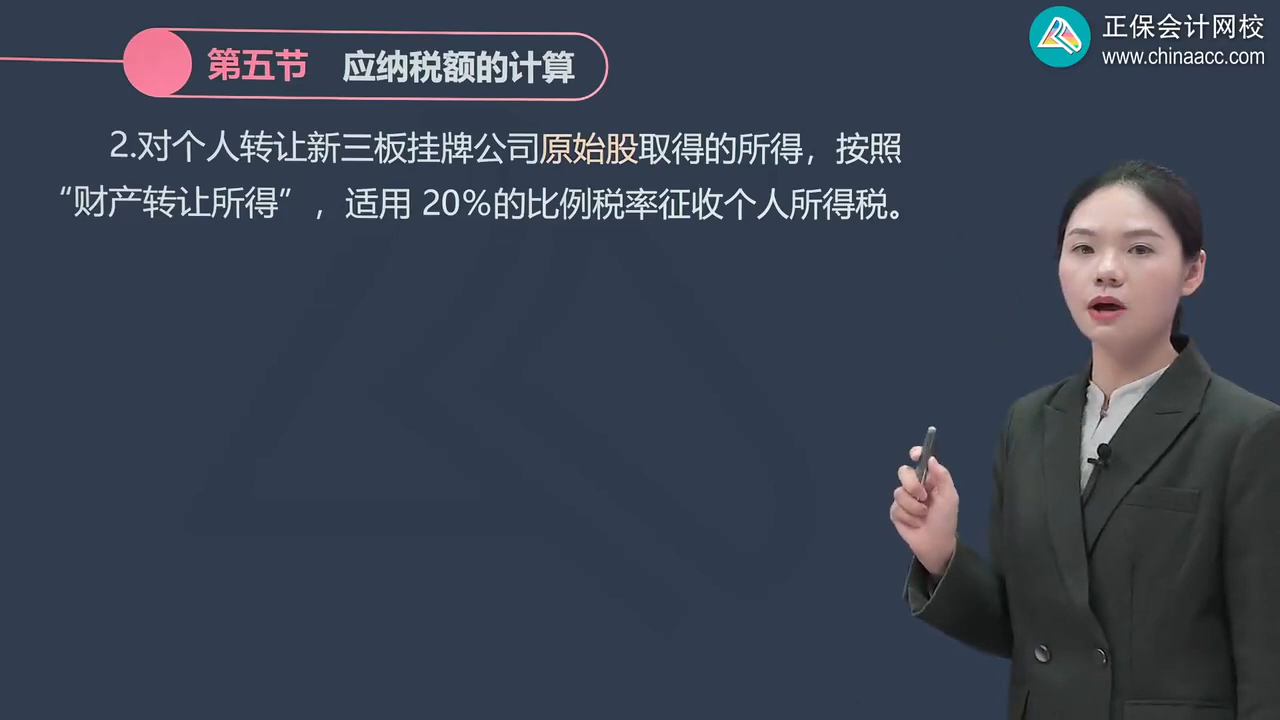 第五节 应纳税额的计算
正保会计网校
www.chinaacc.com
2.对个人转让新三板挂牌公司原始股取得的所得，按照
“财产转让所得”，适用 20%的比例税率征收个人所得税。